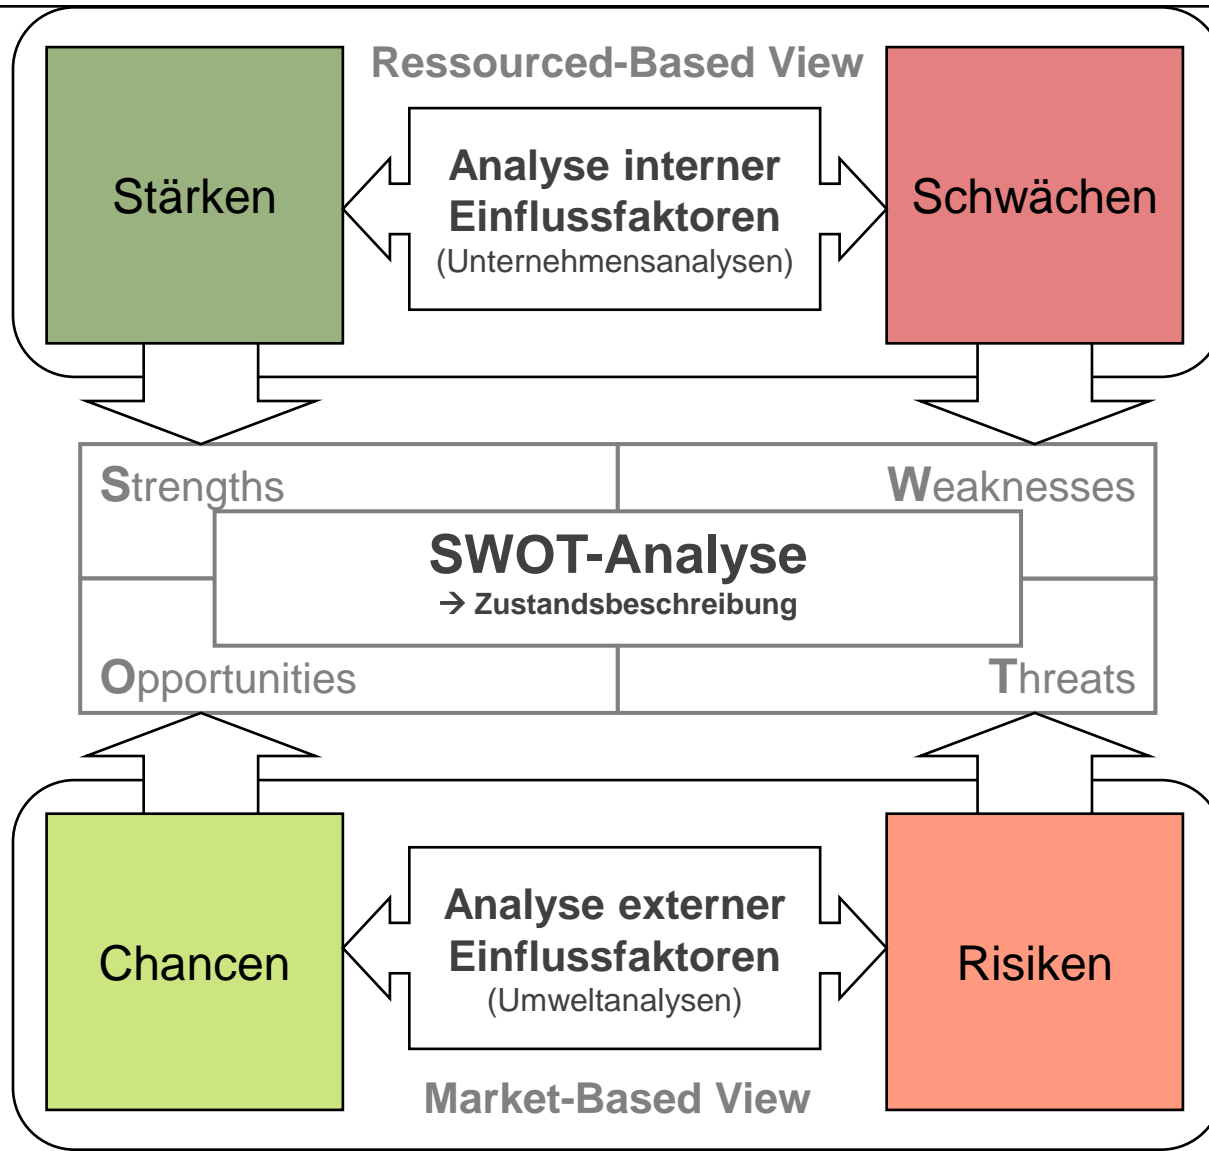 Ressourced-Based View
Stärken
Analyse interner
Einflussfaktoren
(Unternehmensanalysen)
Schwächen
Strengths
Weaknesses
SWOT-Analyse
→ Zustandsbeschreibung
Opportunities
Threats
Chancen
Analyse externer
Einflussfaktoren
(Umweltanalysen)
Risiken
Market-Based View